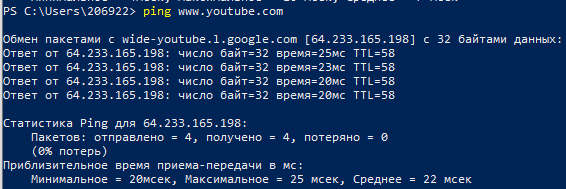 PS C:\Users\206922> ping www.youtube.com
Обмен пакетами с wide-youtube.l.google.com [64.233.165.198] с 32 байтами данных:
Ответ от 64.233.165.198: число байт=32 время=25мс TTL=58
Ответ от 64.233.165.198: число байт=32 время=23мс TTL=58
Ответ от 64.233.165.198: число байт=32 время=20мс TTL=58
Ответ от 64.233.165.198: число байт=32 время=20мс TTL=58
Статистика Ping для 64.233.165.198:
Пакетов: отправлено = 4, получено = 4, потеряно = 0
(0% потерь)
Приблизительное время приема-передачи в мс:
Минимальное = 20мсек, Максимальное = 25 мсек, Среднее = 22 мсек